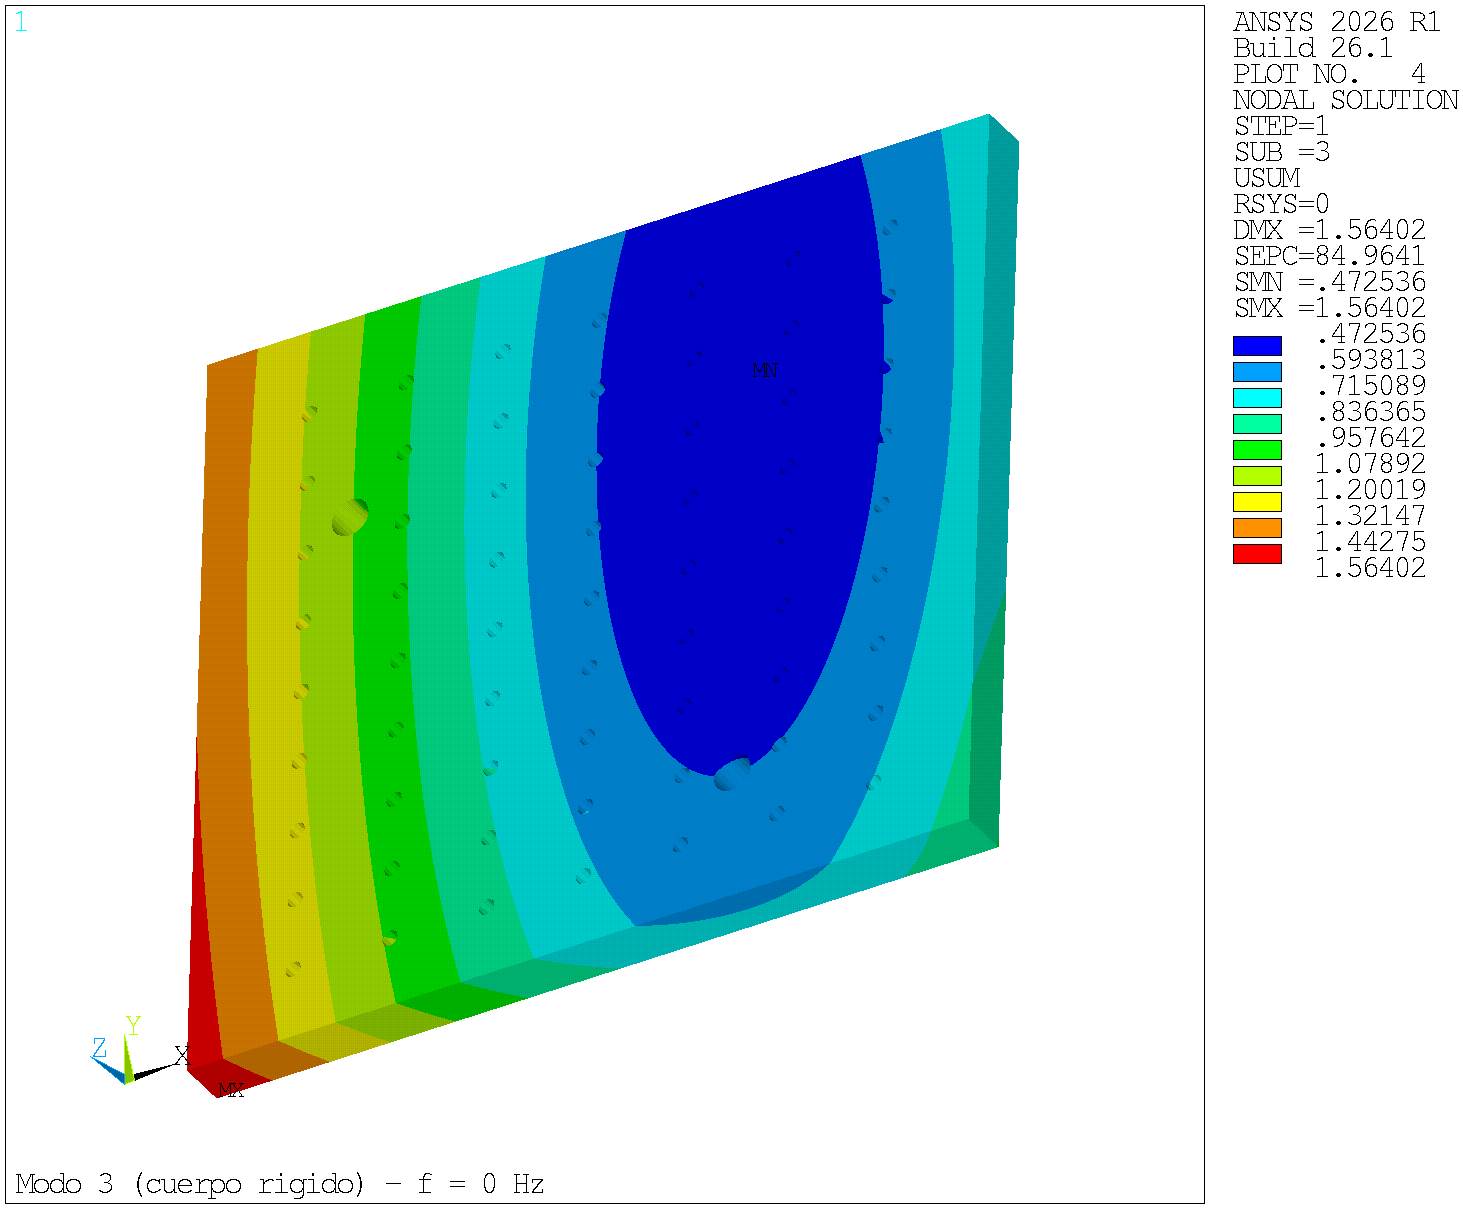 1
ANSYS 2026 R1
Build 26.1
PLOT NO.   4
NODAL SOLUTION
STEP=1
SUB =3
USUM
RSYS=0
DMX =1.56402
SEPC=84.9641
SMN =.472536
SMX =1.56402
.472536
.593813
.715089
.836365
.957642
1.07892
1.20019
1.32147
1.44275
1.56402
MN
Y
Z
X
MX
Modo 3 (cuerpo rigido) - f = 0 Hz